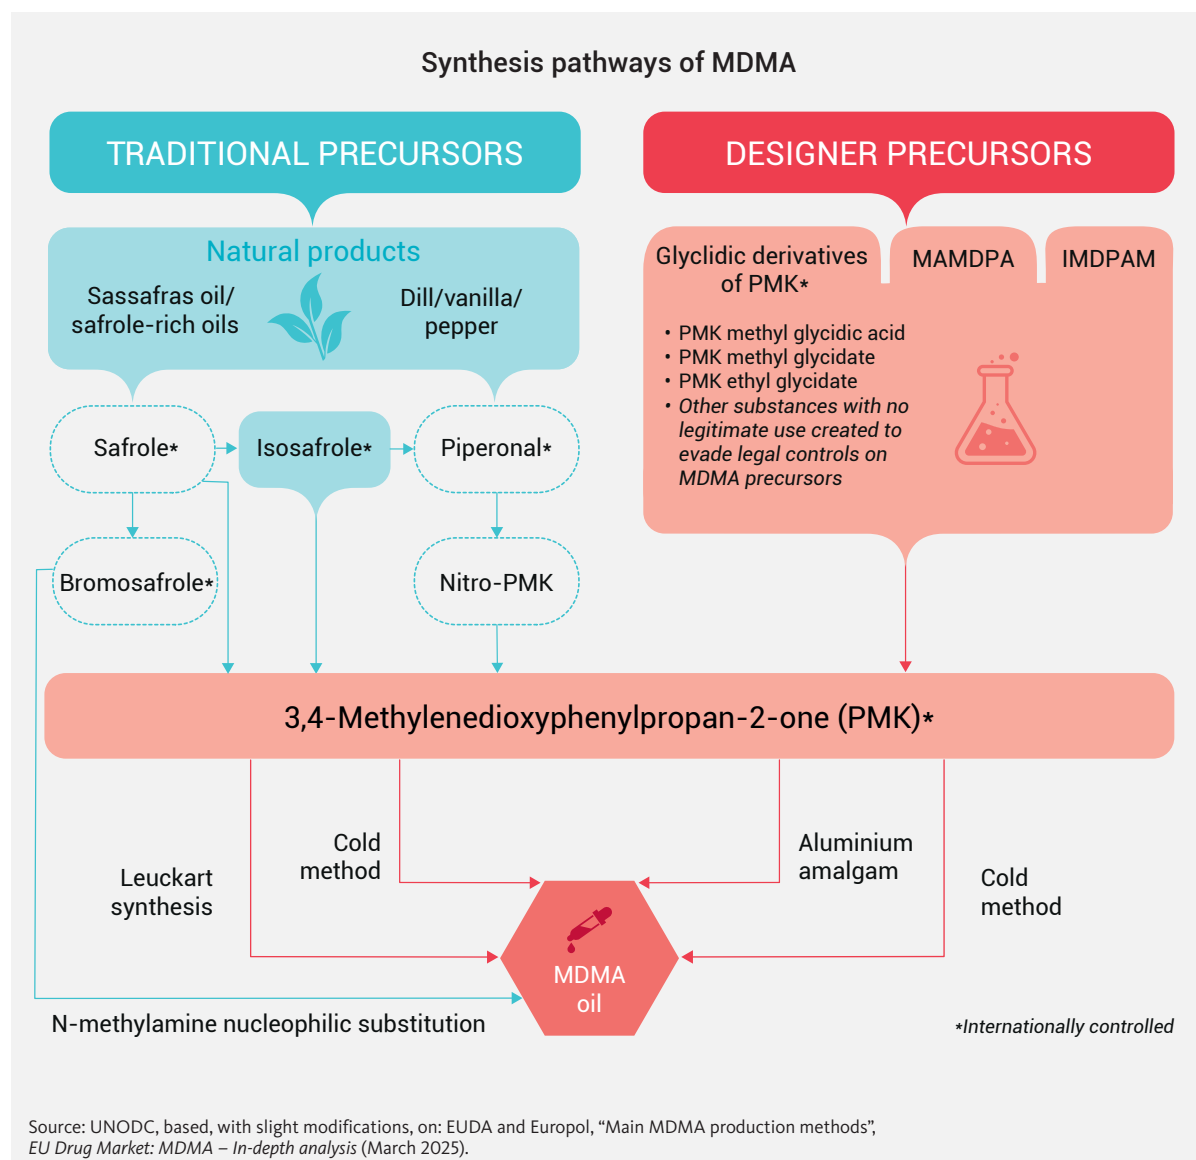 Synthesis pathways of MDMA
TRADITIONAL PRECURSORS
Natural products
Sassafras oil/
safrole-rich oils
Dill/vanilla/
pepper
Safrole*
Isosafrole*
Piperonal*
Bromosafrole*
Nitro-PMK
DESIGNER PRECURSORS
Glyclidic derivatives
of PMK*
MAMDPA
IMDPAM
• PMK methyl glycidic acid
• PMK methyl glycidate
• PMK ethyl glycidate
• Other substances with no
legitimate use created to
evade legal controls on
MDMA precursors
3,4-Methylenedioxyphenylpropan-2-one (PMK)*
Leuckart
synthesis
Cold
method
Aluminium
amalgam
Cold
method
MDMA
oil
N-methylamine nucleophilic substitution
*Internationally controlled
Source: UNODC, based, with slight modifications, on: EUDA and Europol, “Main MDMA production methods”,
EU Drug Market: MDMA – In-depth analysis (March 2025).